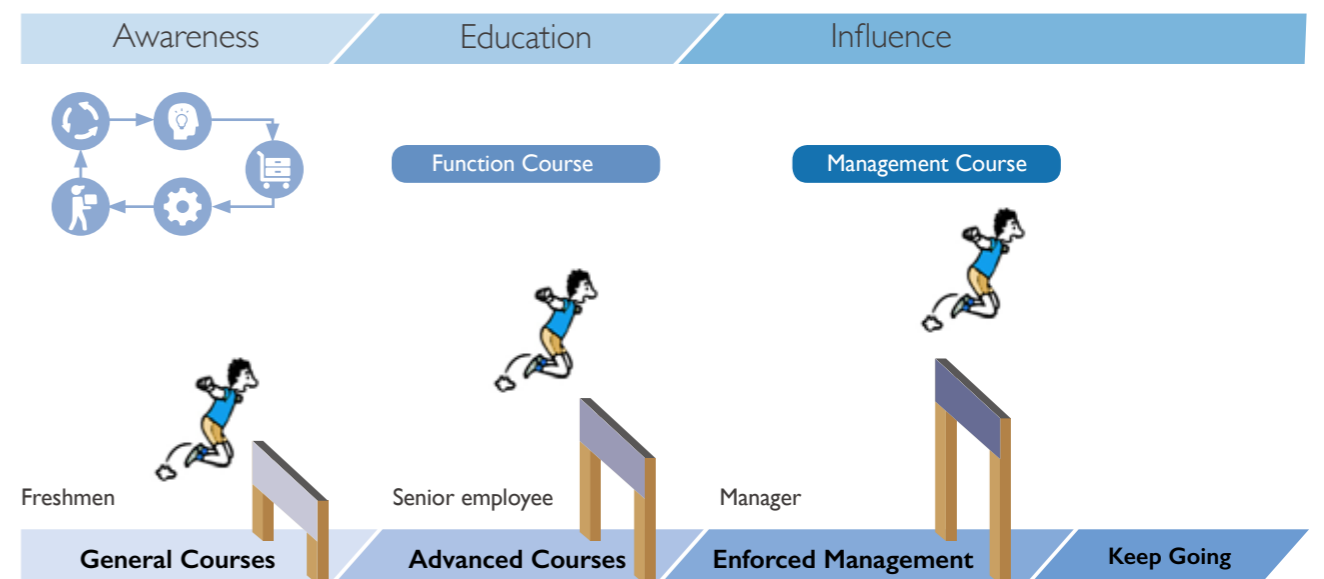 Awareness
Education
Influence
Function Course
Management Course
Freshmen
Senior employee
Manager
General Courses
Advanced Courses
Enforced Management
Keep Going